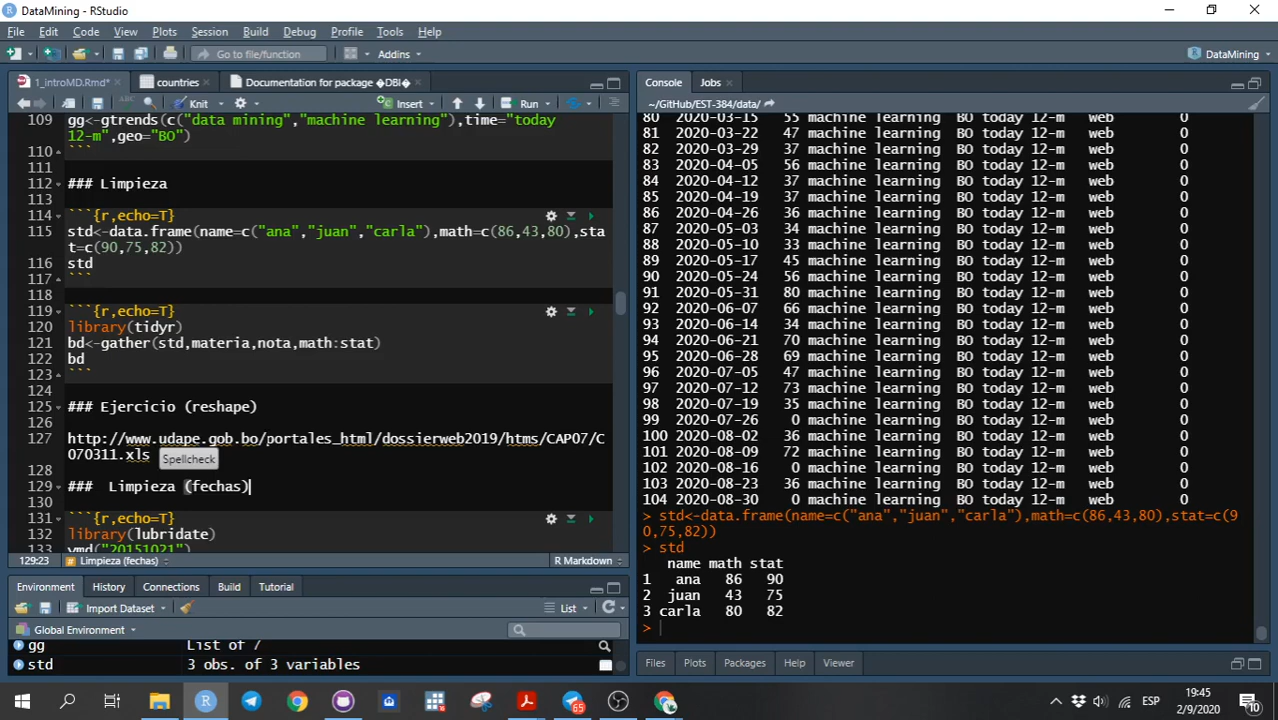 DataMining - RStudio
File Edit Code View Plots Session Build Debug Profile Tools Help
Go to file/function
Addins
DataMining
1_introMD.Rmd*
countries
Documentation for package �DBI�
Knit
Insert
Run
109 gg<-gtrends(c("data mining","machine learning"),time="today
12-m",geo="BO")
110 ```
111
112 ### Limpieza
113
114 ```{r,echo=T}
115 std<-data.frame(name=c("ana","juan","carla"),math=c(86,43,80),sta
t=c(90,75,82))
116 std
117 ```
118
119 ```{r,echo=T}
120 library(tidyr)
121 bd<-gather(std,materia,nota,math:stat)
122 bd
123 ```
124
125 ### Ejercicio (reshape)
126
127 http://www.udape.gob.bo/portales_html/dossierweb2019/htms/CAP07/C
070311.xls
Spellcheck
128
129 ###  Limpieza (fechas)
130
131 ```{r,echo=T}
132 library(lubridate)
133 ymd("20151021")
129:23
Limpieza (fechas)
R Markdown
Environment History Connections Build Tutorial
Import Dataset
List
Global Environment
gg List of 7
std 3 obs. of 3 variables
Console Jobs
~/GitHub/EST-384/data/
80 2020-03-15 55 machine learning BO today 12-m web 0
81 2020-03-22 47 machine learning BO today 12-m web 0
82 2020-03-29 37 machine learning BO today 12-m web 0
83 2020-04-05 56 machine learning BO today 12-m web 0
84 2020-04-12 37 machine learning BO today 12-m web 0
85 2020-04-19 37 machine learning BO today 12-m web 0
86 2020-04-26 36 machine learning BO today 12-m web 0
87 2020-05-03 34 machine learning BO today 12-m web 0
88 2020-05-10 33 machine learning BO today 12-m web 0
89 2020-05-17 45 machine learning BO today 12-m web 0
90 2020-05-24 56 machine learning BO today 12-m web 0
91 2020-05-31 80 machine learning BO today 12-m web 0
92 2020-06-07 66 machine learning BO today 12-m web 0
93 2020-06-14 34 machine learning BO today 12-m web 0
94 2020-06-21 70 machine learning BO today 12-m web 0
95 2020-06-28 69 machine learning BO today 12-m web 0
96 2020-07-05 47 machine learning BO today 12-m web 0
97 2020-07-12 73 machine learning BO today 12-m web 0
98 2020-07-19 35 machine learning BO today 12-m web 0
99 2020-07-26 0 machine learning BO today 12-m web 0
100 2020-08-02 36 machine learning BO today 12-m web 0
101 2020-08-09 72 machine learning BO today 12-m web 0
102 2020-08-16 0 machine learning BO today 12-m web 0
103 2020-08-23 36 machine learning BO today 12-m web 0
104 2020-08-30 0 machine learning BO today 12-m web 0
> std<-data.frame(name=c("ana","juan","carla"),math=c(86,43,80),stat=c(9
0,75,82))
> std
name math stat
1 ana 86 90
2 juan 43 75
3 carla 80 82
>
Files Plots Packages Help Viewer
65
ESP
19:45
2/9/2020
10